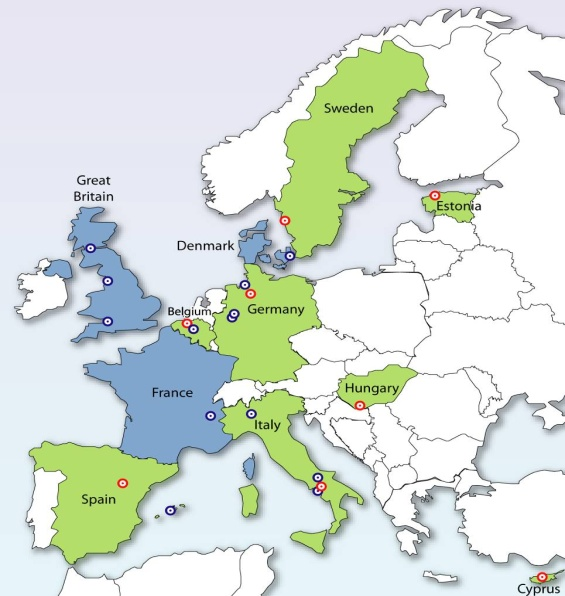 Sweden
Great
Britain
Estonia
Denmark
Belgium
Germany
France
Hungary
Italy
Spain
Cyprus